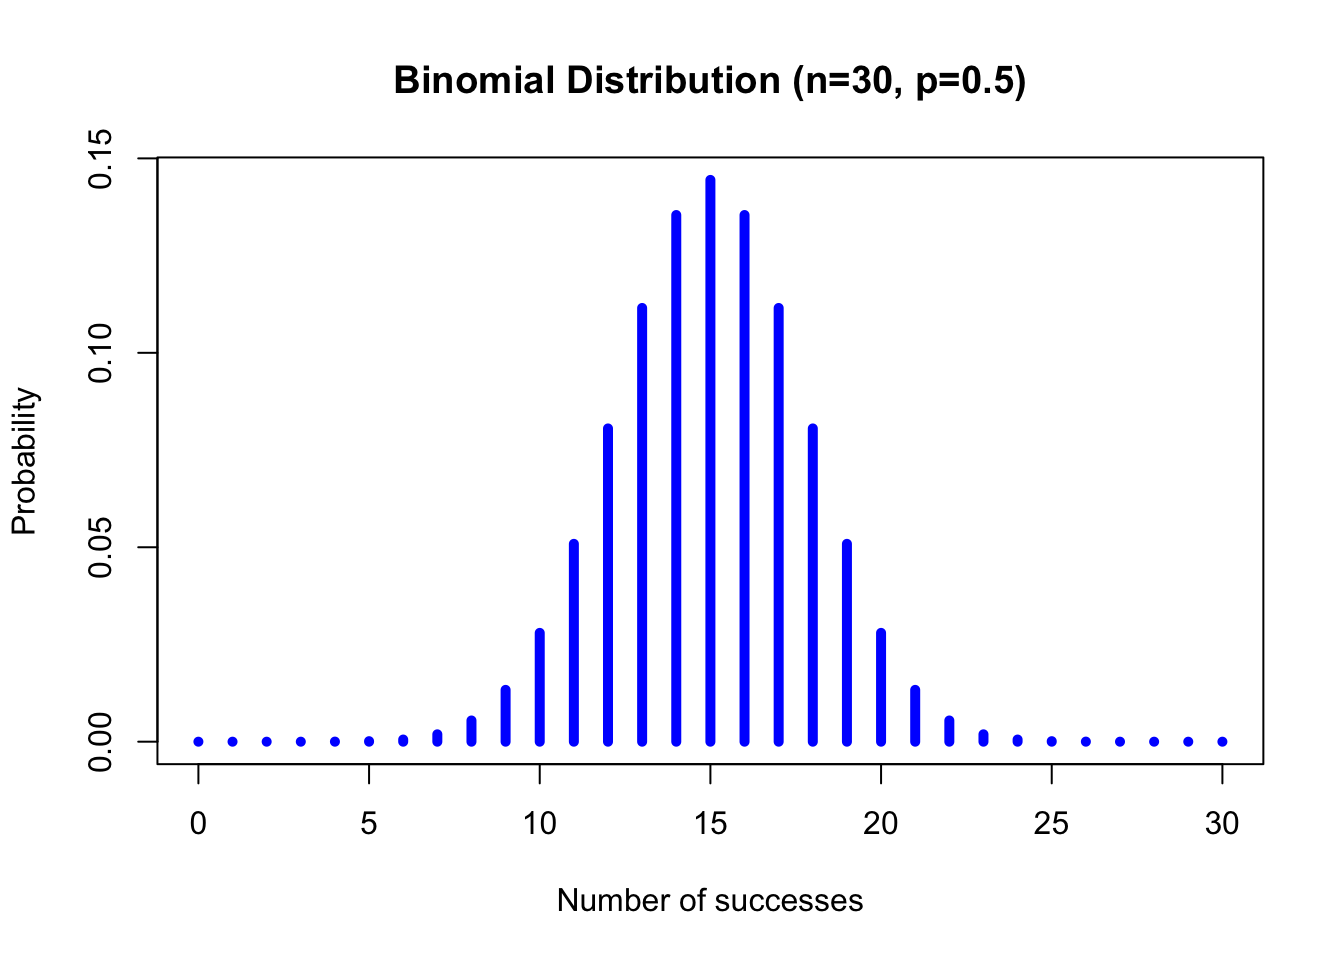 Binomial Distribution (n=30, p=0.5)
Probability
0.15
0.10
0.05
0.00
0 5 10 15 20 25 30
Number of successes